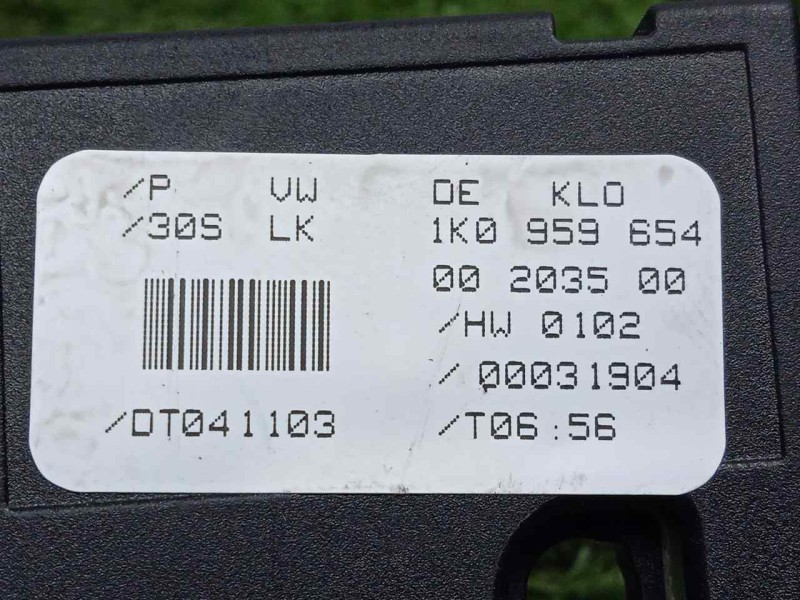 /P VW DE KLO
/30S LK 1K0 959 654
00 2035 00
/HW 0102
/ 00031904
/DT041103 /T06:56